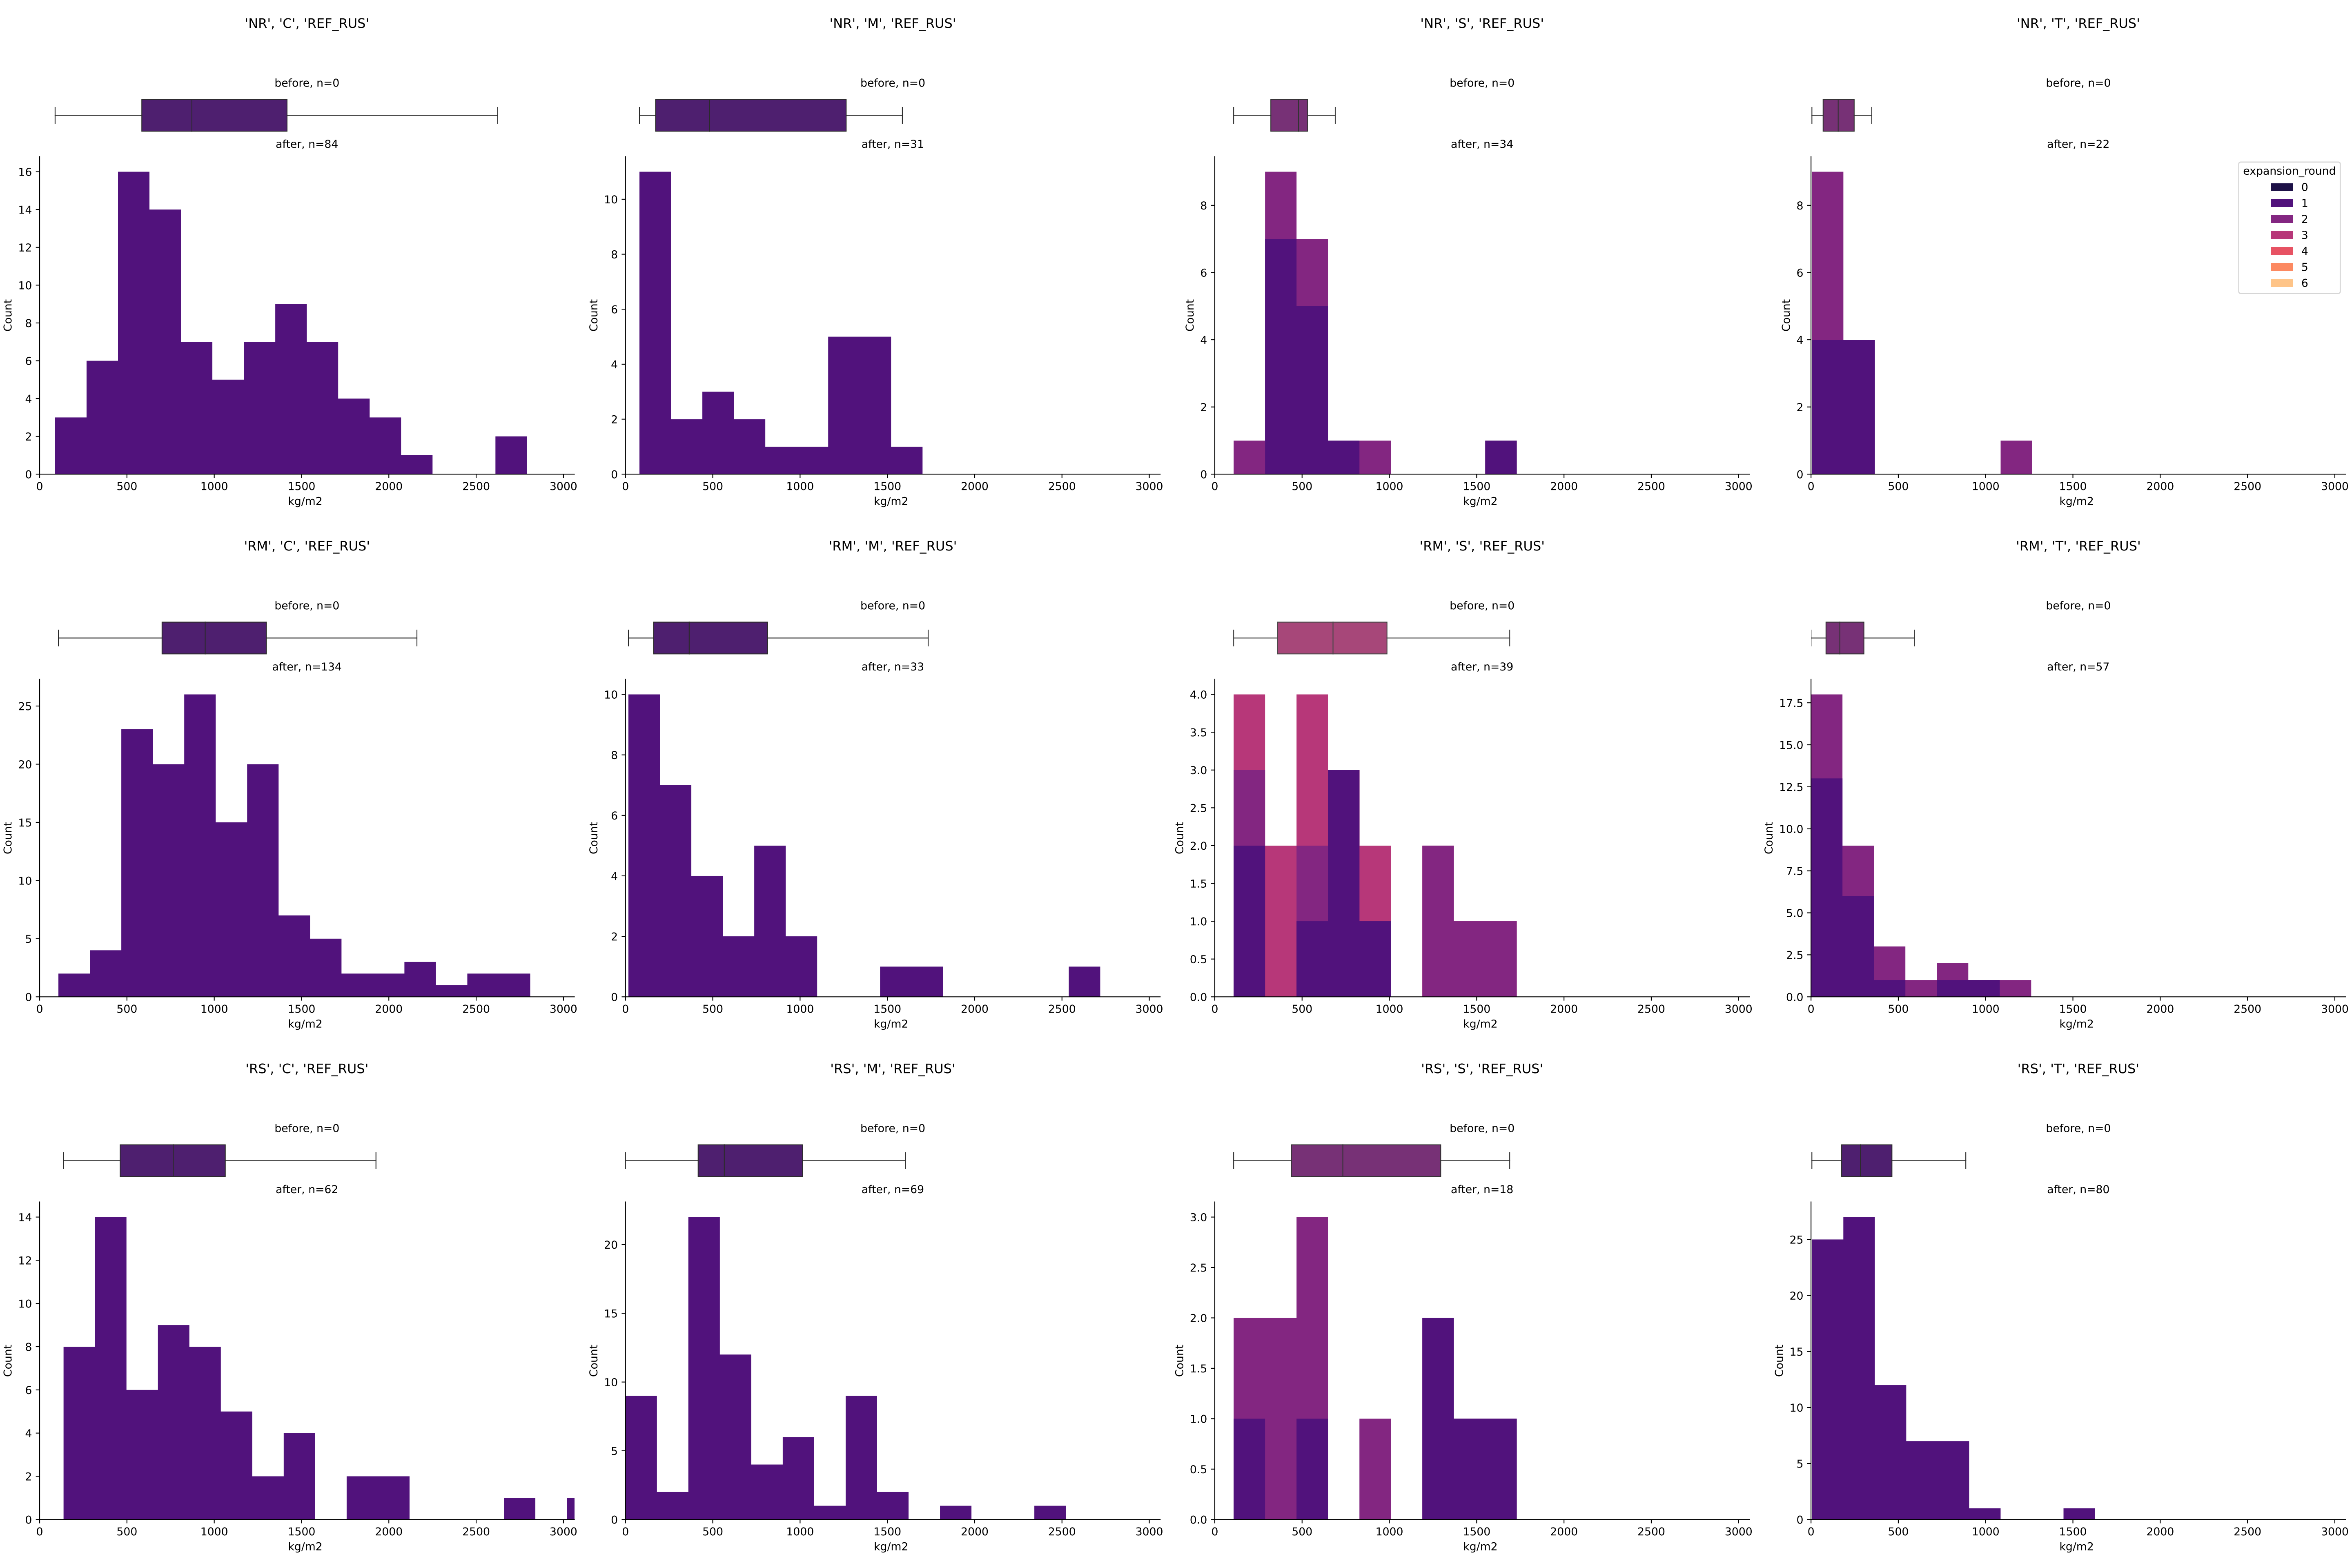 'NR', 'C', 'REF_RUS'
before, n=0
after, n=84
16
14
12
10
8
6
4
2
0
Count
0 500 1000 1500 2000 2500 3000
kg/m2
'NR', 'M', 'REF_RUS'
before, n=0
after, n=31
10
8
6
4
2
0
Count
0 500 1000 1500 2000 2500 3000
kg/m2
'NR', 'S', 'REF_RUS'
before, n=0
after, n=34
8
6
4
2
0
Count
0 500 1000 1500 2000 2500 3000
kg/m2
'NR', 'T', 'REF_RUS'
before, n=0
after, n=22
8
6
4
2
0
Count
expansion_round
0
1
2
3
4
5
6
0 500 1000 1500 2000 2500 3000
kg/m2
'RM', 'C', 'REF_RUS'
before, n=0
after, n=134
25
20
15
10
5
0
Count
0 500 1000 1500 2000 2500 3000
kg/m2
'RM', 'M', 'REF_RUS'
before, n=0
after, n=33
10
8
6
4
2
0
Count
0 500 1000 1500 2000 2500 3000
kg/m2
'RM', 'S', 'REF_RUS'
before, n=0
after, n=39
4.0
3.5
3.0
2.5
2.0
1.5
1.0
0.5
0.0
Count
0 500 1000 1500 2000 2500 3000
kg/m2
'RM', 'T', 'REF_RUS'
before, n=0
after, n=57
17.5
15.0
12.5
10.0
7.5
5.0
2.5
0.0
Count
0 500 1000 1500 2000 2500 3000
kg/m2
'RS', 'C', 'REF_RUS'
before, n=0
after, n=62
14
12
10
8
6
4
2
0
Count
0 500 1000 1500 2000 2500 3000
kg/m2
'RS', 'M', 'REF_RUS'
before, n=0
after, n=69
20
15
10
5
0
Count
0 500 1000 1500 2000 2500 3000
kg/m2
'RS', 'S', 'REF_RUS'
before, n=0
after, n=18
3.0
2.5
2.0
1.5
1.0
0.5
0.0
Count
0 500 1000 1500 2000 2500 3000
kg/m2
'RS', 'T', 'REF_RUS'
before, n=0
after, n=80
25
20
15
10
5
0
Count
0 500 1000 1500 2000 2500 3000
kg/m2